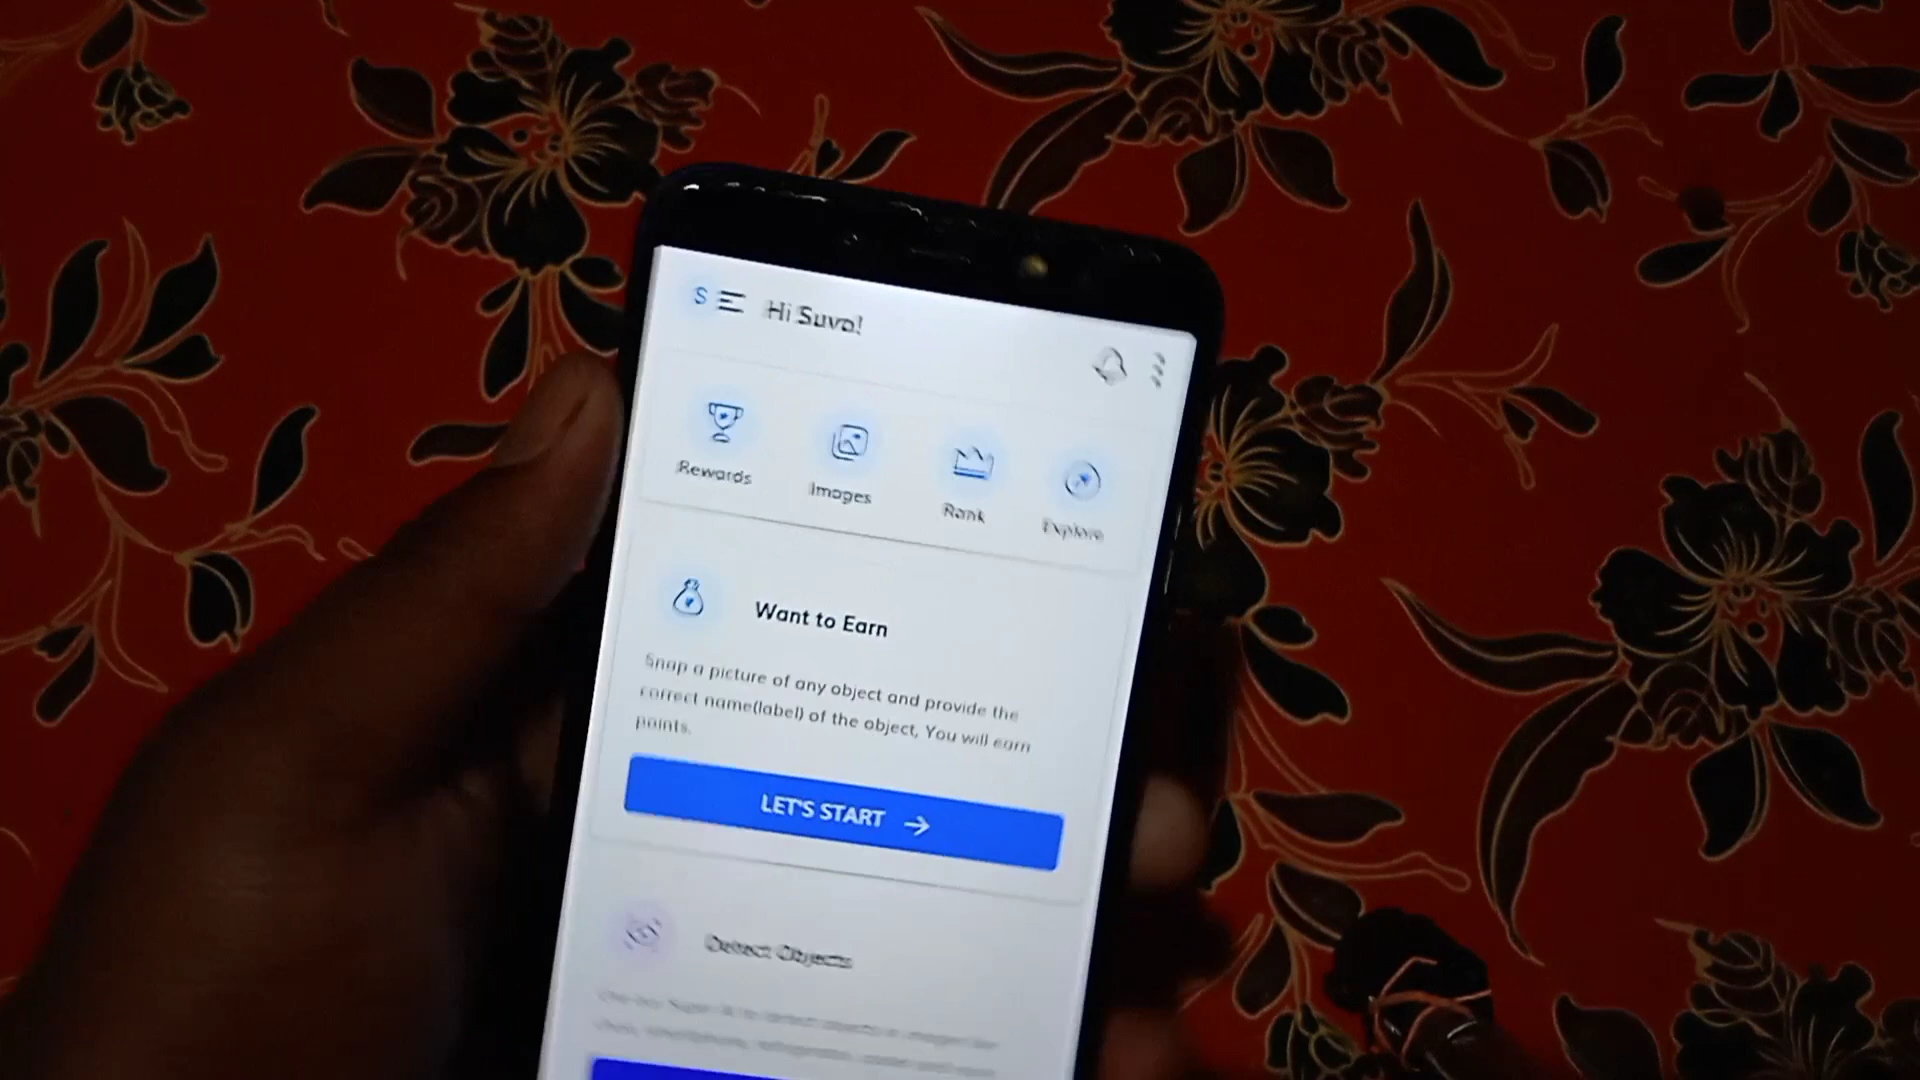 S
Hi Suvo!
Rewards
Images
Rank
Explore
Want to Earn
Snap a picture of any object and provide the
correct name(label) of the object, You will earn
points.
LET'S START
Detect Objects